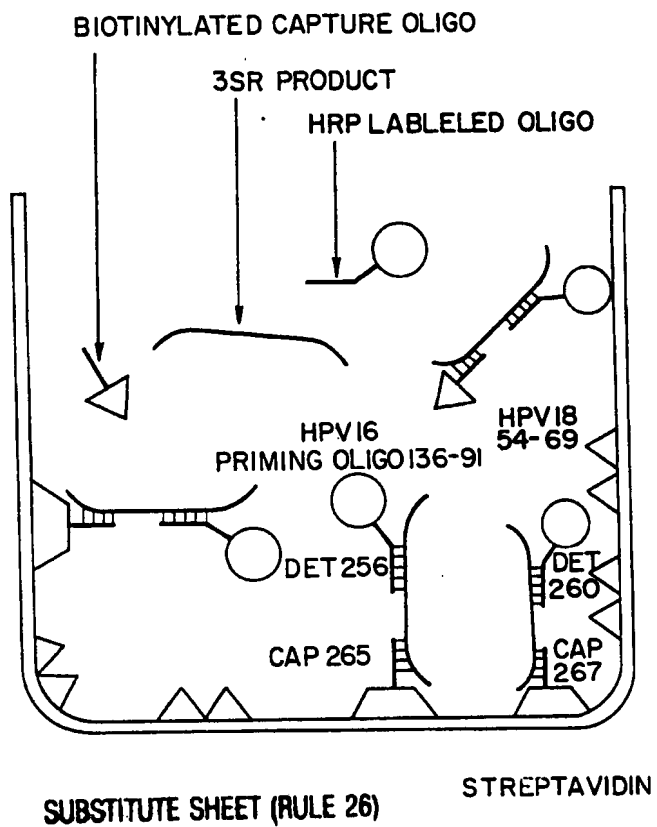 BIOTINYLATED CAPTURE OLIGO
3SR PRODUCT
HRP LABLELED OLIGO
HPV16
PRIMING OLIGO 136-91
HPV18
54-69
DET 256
DET
260
CAP 265
CAP
267
STREPTAVIDIN
SUBSTITUTE SHEET (RULE 26)